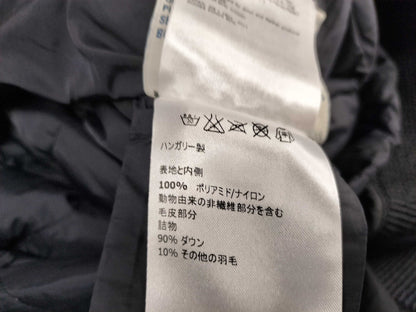 ハンガリー製
表地と内側
100% ポリアミド/ナイロン
動物由来の非繊維部分を含む
毛皮部分
詰物
90% ダウン
10% その他の羽毛